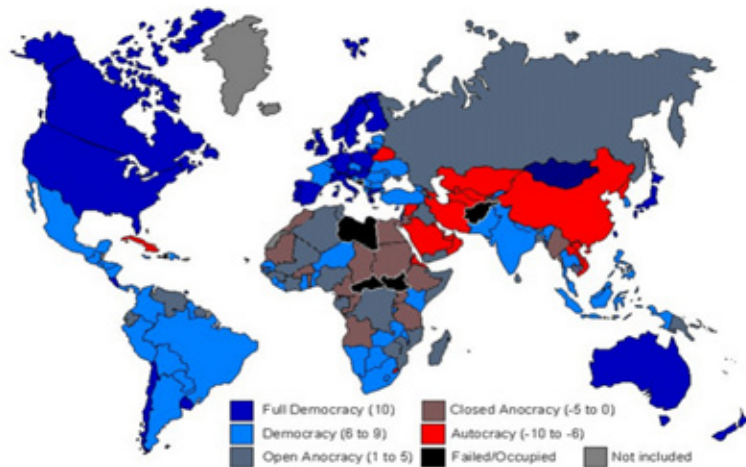 Full Democracy (10) Closed Anocracy (-5 to 0)
Democracy (6 to 9) Autocracy (-10 to -6)
Open Anocracy (1 to 5) Failed/Occupied Not included